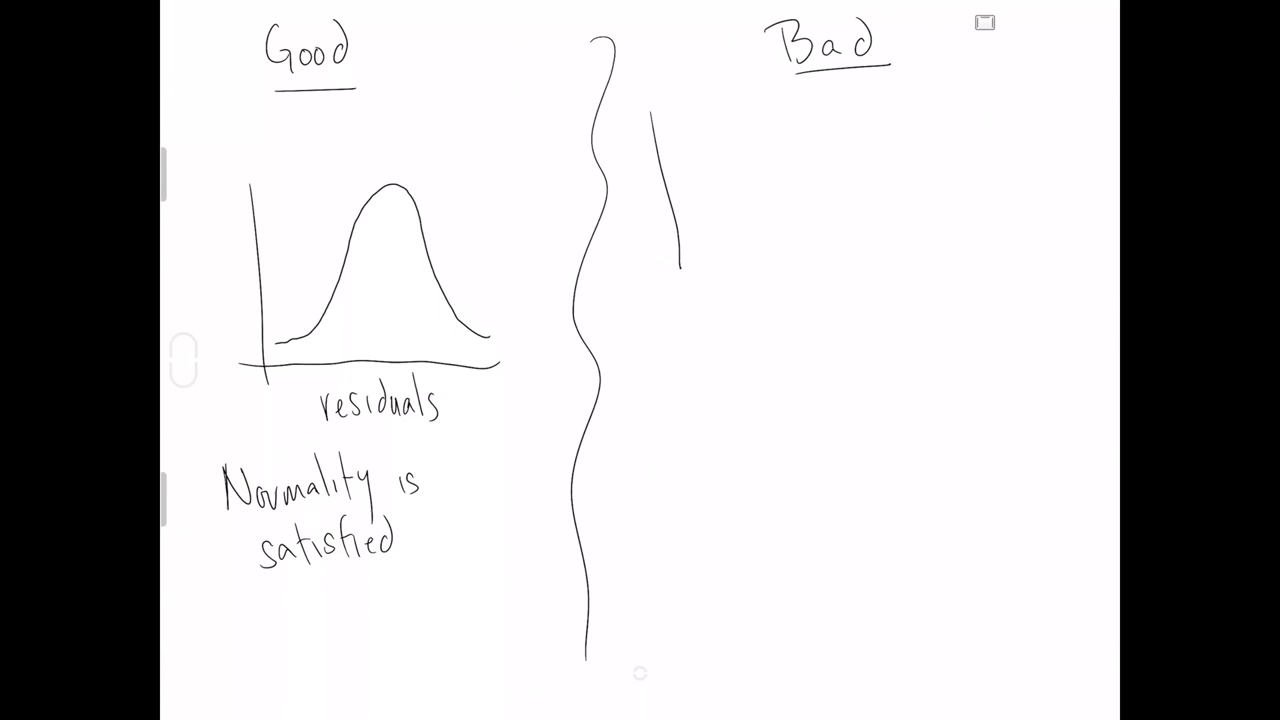 Good
Bad
residuals
Normality is
satisfied